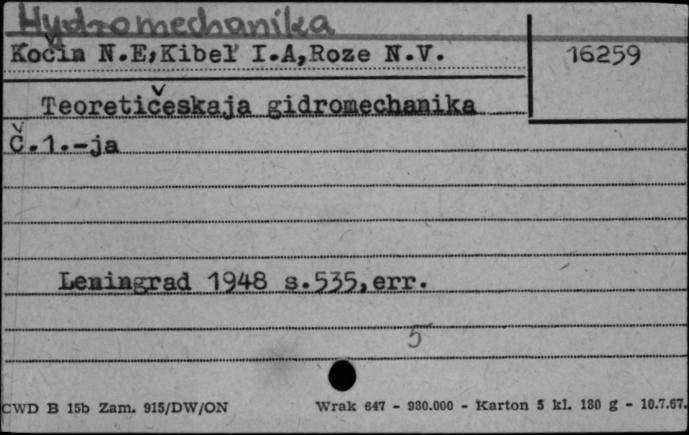 Hydromechanika
Kočin N.E,Kibel' I.A,Roze N.V.
16259
Teoretičeskaja gidromechanika
Č.1.-ja
Leningrad 1948 s.535,err.
5
CWD B 15b Zam. 915/DW/ON
Wrak 647 - 980.000 - Karton 5 kl. 180 g - 10.7.67.